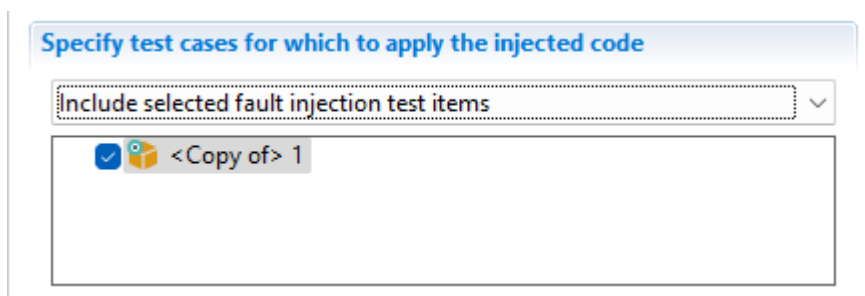 Specify test cases for which to apply the injected code
Include selected fault injection test items
<Copy of> 1